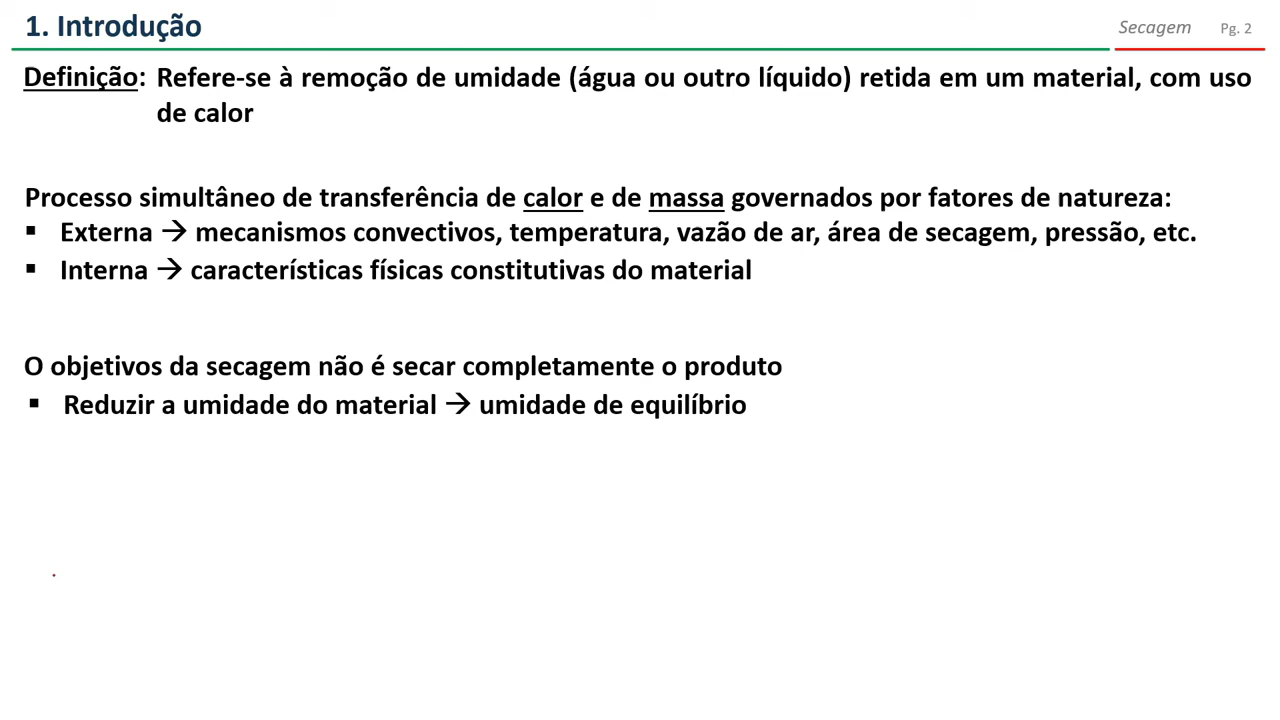 1. Introdução
Secagem Pg. 2
Definição: Refere-se à remoção de umidade (água ou outro líquido) retida em um material, com uso
de calor
Processo simultâneo de transferência de calor e de massa governados por fatores de natureza:
▪ Externa → mecanismos convectivos, temperatura, vazão de ar, área de secagem, pressão, etc.
▪ Interna → características físicas constitutivas do material
O objetivos da secagem não é secar completamente o produto
▪ Reduzir a umidade do material → umidade de equilíbrio